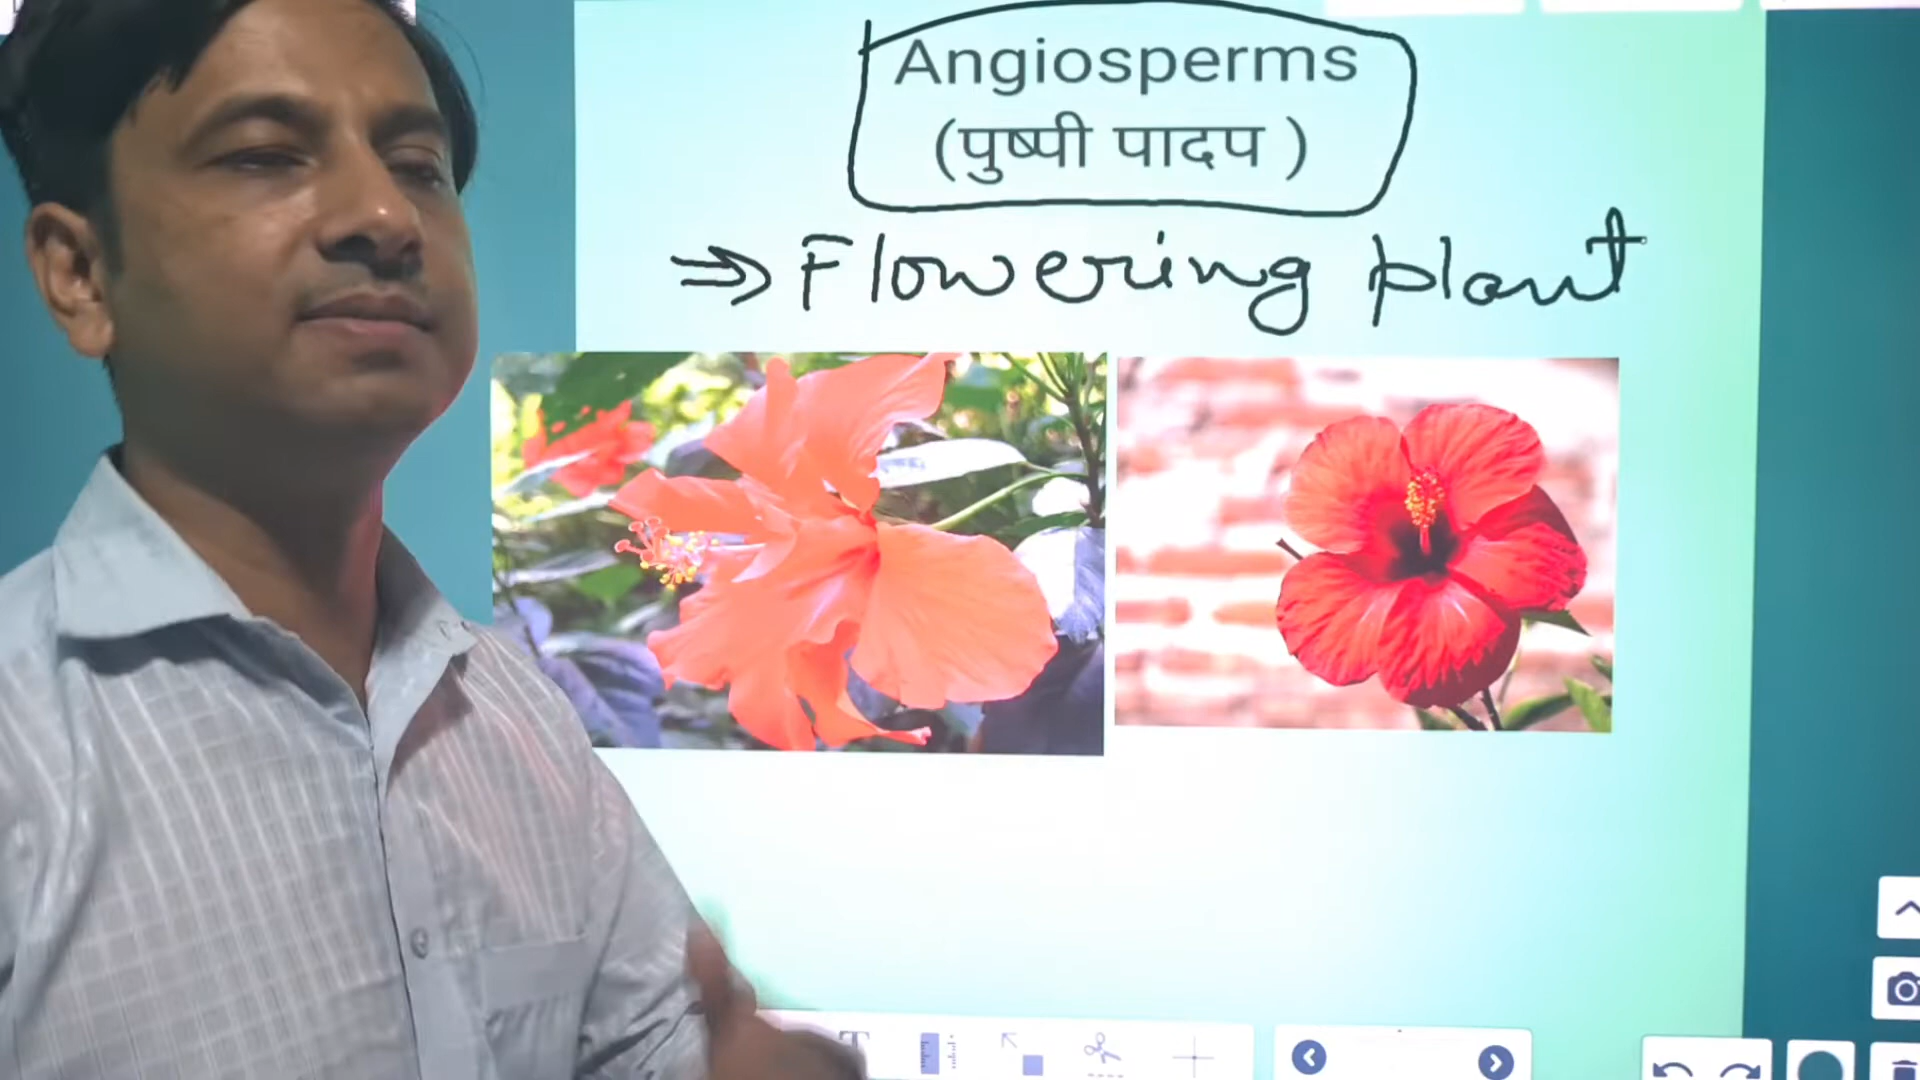 Angiosperms
(पुष्पी पादप )
⇒ Flowering plant